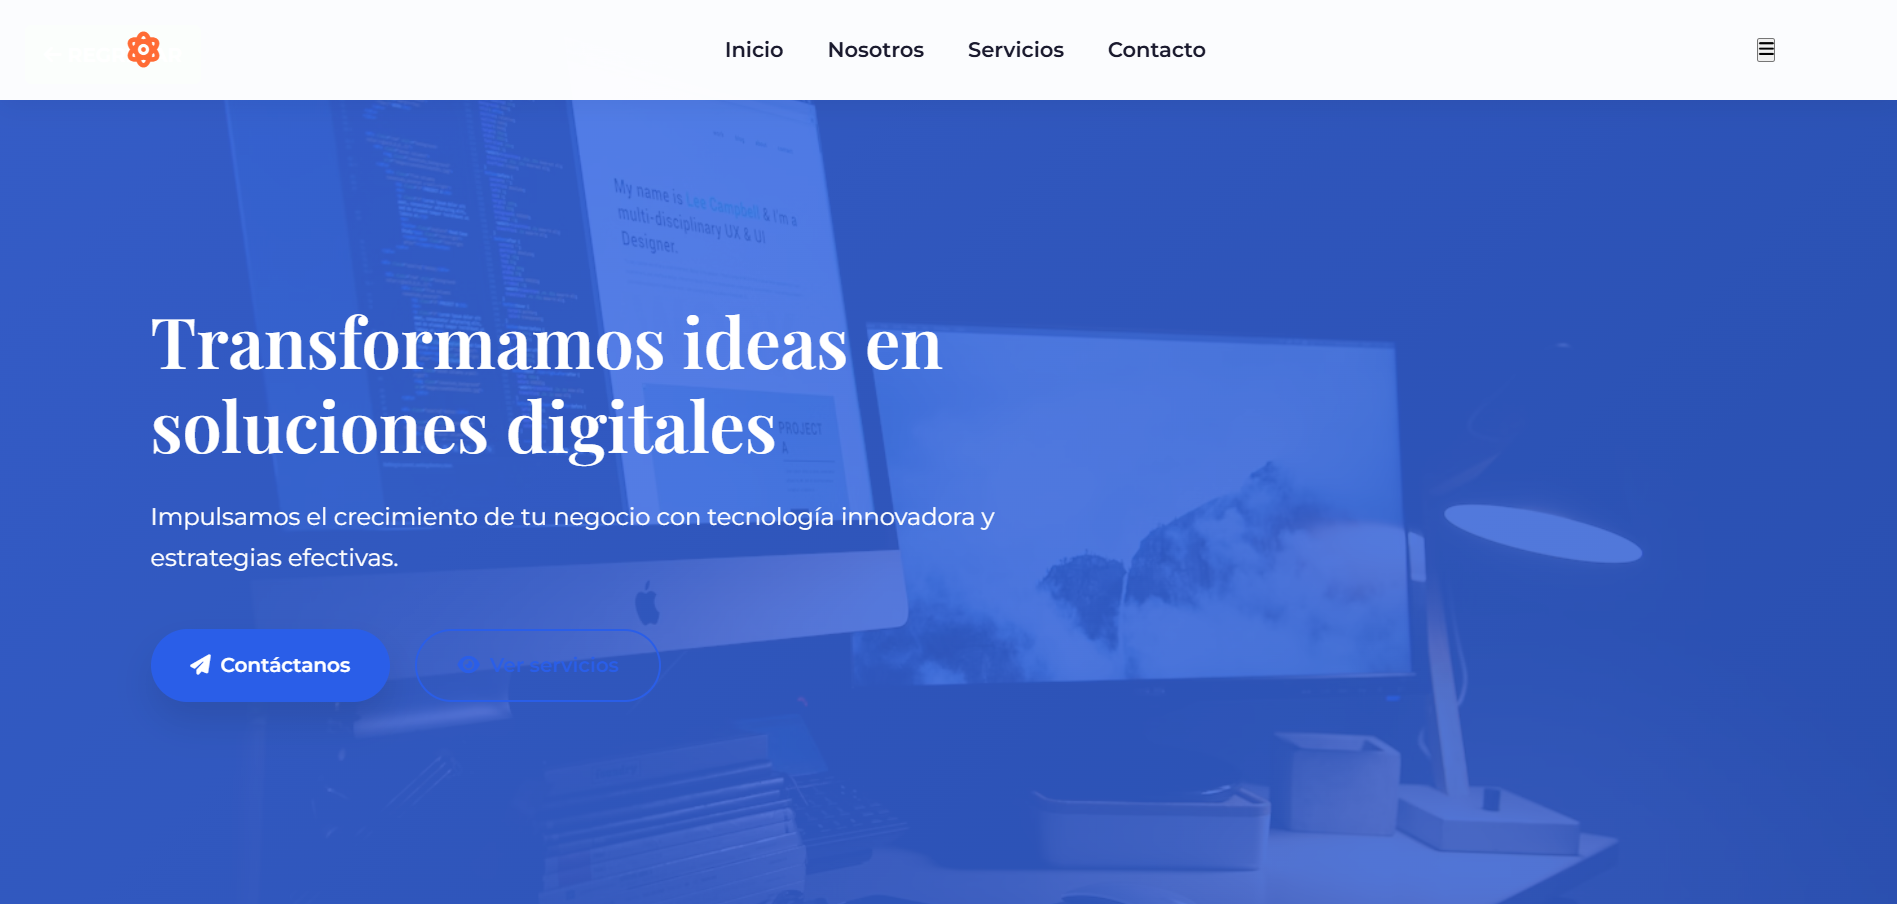 Inicio
Nosotros
Servicios
Contacto
My name is Lee Campbell & I'm a
multi-disciplinary UX & UI
Designer.
Transformamos ideas en
soluciones digitales
PROJECT
A
Impulsamos el crecimiento de tu negocio con tecnología innovadora y
estrategias efectivas.
Contáctanos
Ver servicios